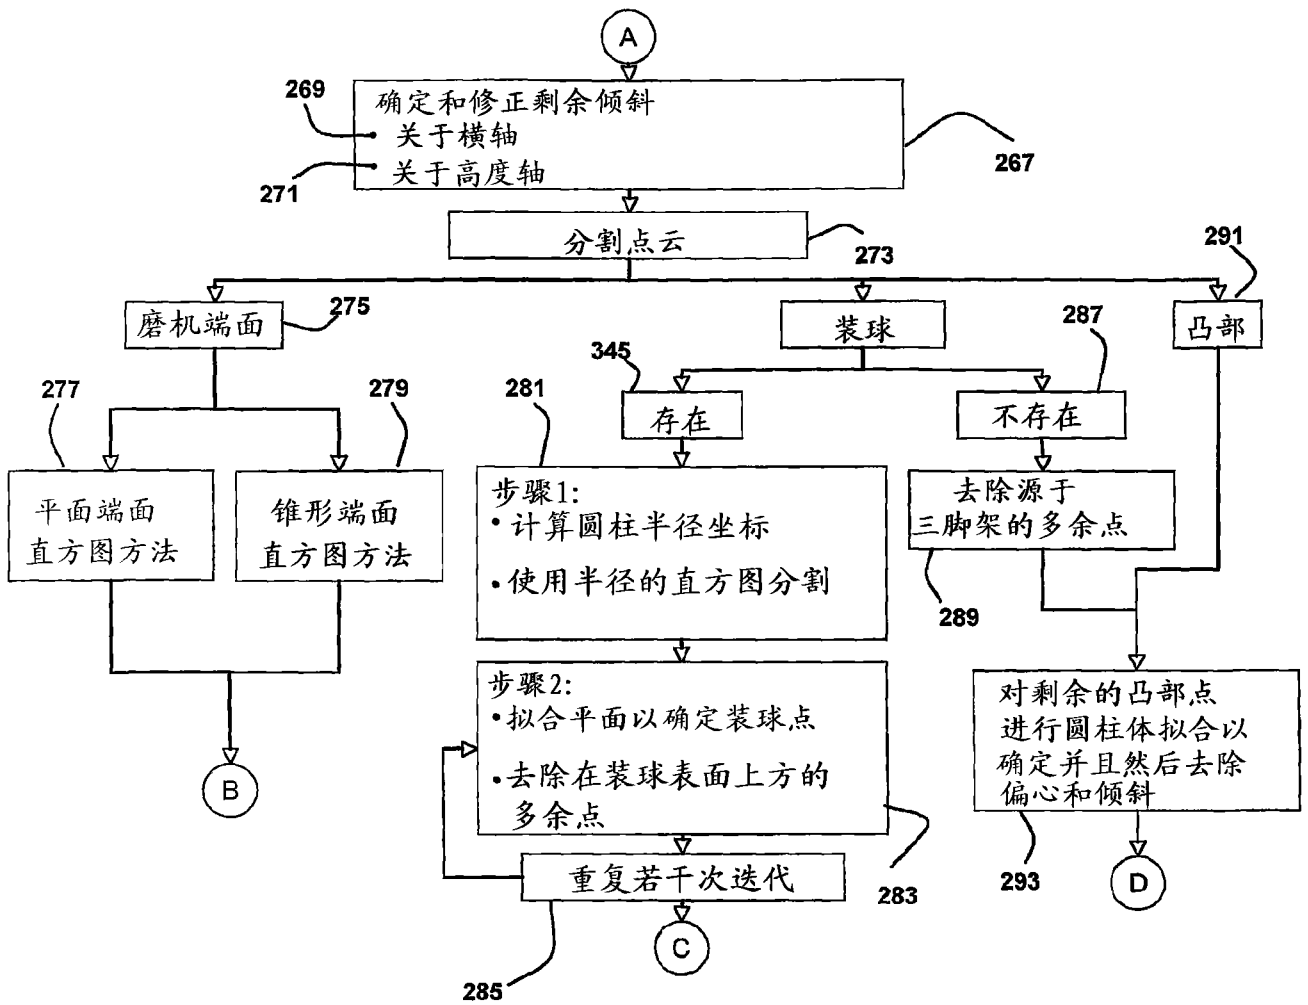 A
269
确定和修正剩余倾斜
• 关于横轴
• 关于高度轴
271
267
分割点云
273
291
磨机端面
275
装球
287
凸部
345
277
279
281
存在
不存在
平面端面
直方图方法
锥形端面
直方图方法
步骤1:
• 计算圆柱半径坐标
• 使用半径的直方图分割
去除源于
三脚架的多余点
289
步骤2:
• 拟合平面以确定装球点
• 去除在装球表面上方的
多余点
对剩余的凸部点
进行圆柱体拟合以
确定并且然后去除
偏心和倾斜
B
重复若干次迭代
283
293
D
C
285